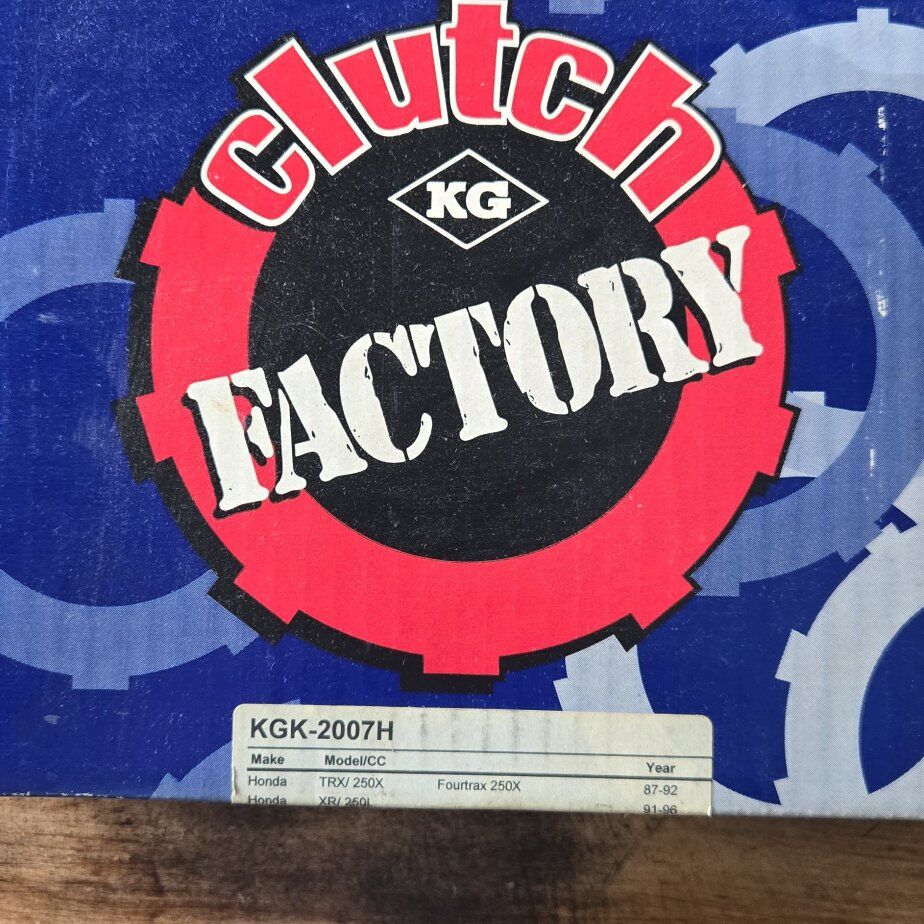 clutch
KG
FACTORY
KGK-2007H
Make Model/CC Year
Honda TRX/ 250X Fourtrax 250X 87-92
Honda XR/ 250L 91-96